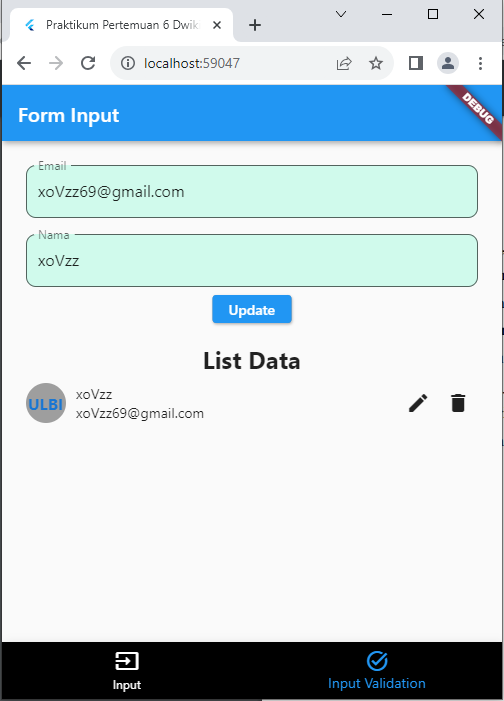 Praktikum Pertemuan 6 Dwik
localhost:59047
Form Input
DEBUG
Email
xoVzz69@gmail.com
Nama
xoVzz
Update
List Data
ULBI
xoVzz
xoVzz69@gmail.com
Input
Input Validation